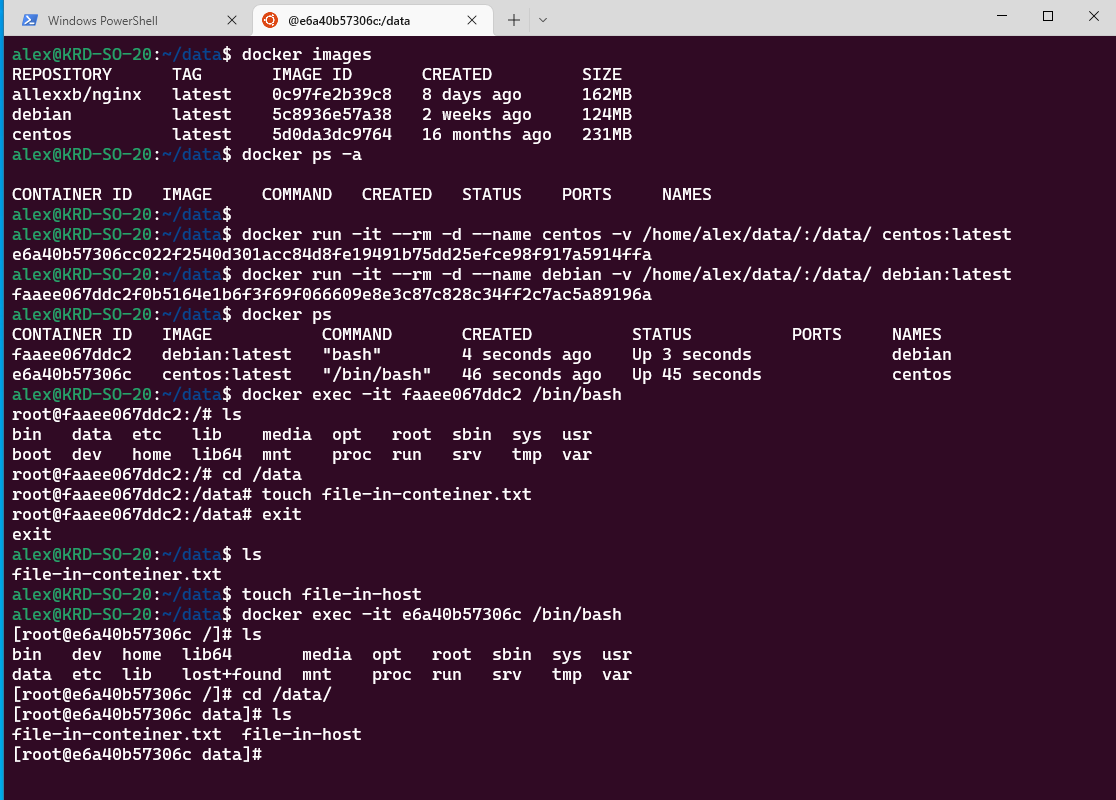 Windows PowerShell
@e6a40b57306c:/data
alex@KRD-SO-20:~/data$ docker images
REPOSITORY      TAG       IMAGE ID       CREATED         SIZE
allexxb/nginx   latest    0c97fe2b39c8   8 days ago      162MB
debian          latest    5c8936e57a38   2 weeks ago     124MB
centos          latest    5d0da3dc9764   16 months ago   231MB
alex@KRD-SO-20:~/data$ docker ps -a
CONTAINER ID   IMAGE     COMMAND   CREATED   STATUS    PORTS     NAMES
alex@KRD-SO-20:~/data$
alex@KRD-SO-20:~/data$ docker run -it --rm -d --name centos -v /home/alex/data/:/data/ centos:latest
e6a40b57306cc022f2540d301acc84d8fe19491b75dd25efce98f917a5914ffa
alex@KRD-SO-20:~/data$ docker run -it --rm -d --name debian -v /home/alex/data/:/data/ debian:latest
faaee067ddc2f0b5164e1b6f3f69f066609e8e3c87c828c34ff2c7ac5a89196a
alex@KRD-SO-20:~/data$ docker ps
CONTAINER ID   IMAGE           COMMAND       CREATED          STATUS          PORTS     NAMES
faaee067ddc2   debian:latest   "bash"        4 seconds ago    Up 3 seconds              debian
e6a40b57306c   centos:latest   "/bin/bash"   46 seconds ago   Up 45 seconds             centos
alex@KRD-SO-20:~/data$ docker exec -it faaee067ddc2 /bin/bash
root@faaee067ddc2:/# ls
bin   data  etc   lib    media  opt   root  sbin  sys  usr
boot  dev   home  lib64  mnt    proc  run   srv   tmp  var
root@faaee067ddc2:/# cd /data
root@faaee067ddc2:/data# touch file-in-conteiner.txt
root@faaee067ddc2:/data# exit
exit
alex@KRD-SO-20:~/data$ ls
file-in-conteiner.txt
alex@KRD-SO-20:~/data$ touch file-in-host
alex@KRD-SO-20:~/data$ docker exec -it e6a40b57306c /bin/bash
[root@e6a40b57306c /]# ls
bin   dev  home  lib64       media  opt   root  sbin  sys  usr
data  etc  lib   lost+found  mnt    proc  run   srv   tmp  var
[root@e6a40b57306c /]# cd /data/
[root@e6a40b57306c data]# ls
file-in-conteiner.txt  file-in-host
[root@e6a40b57306c data]#